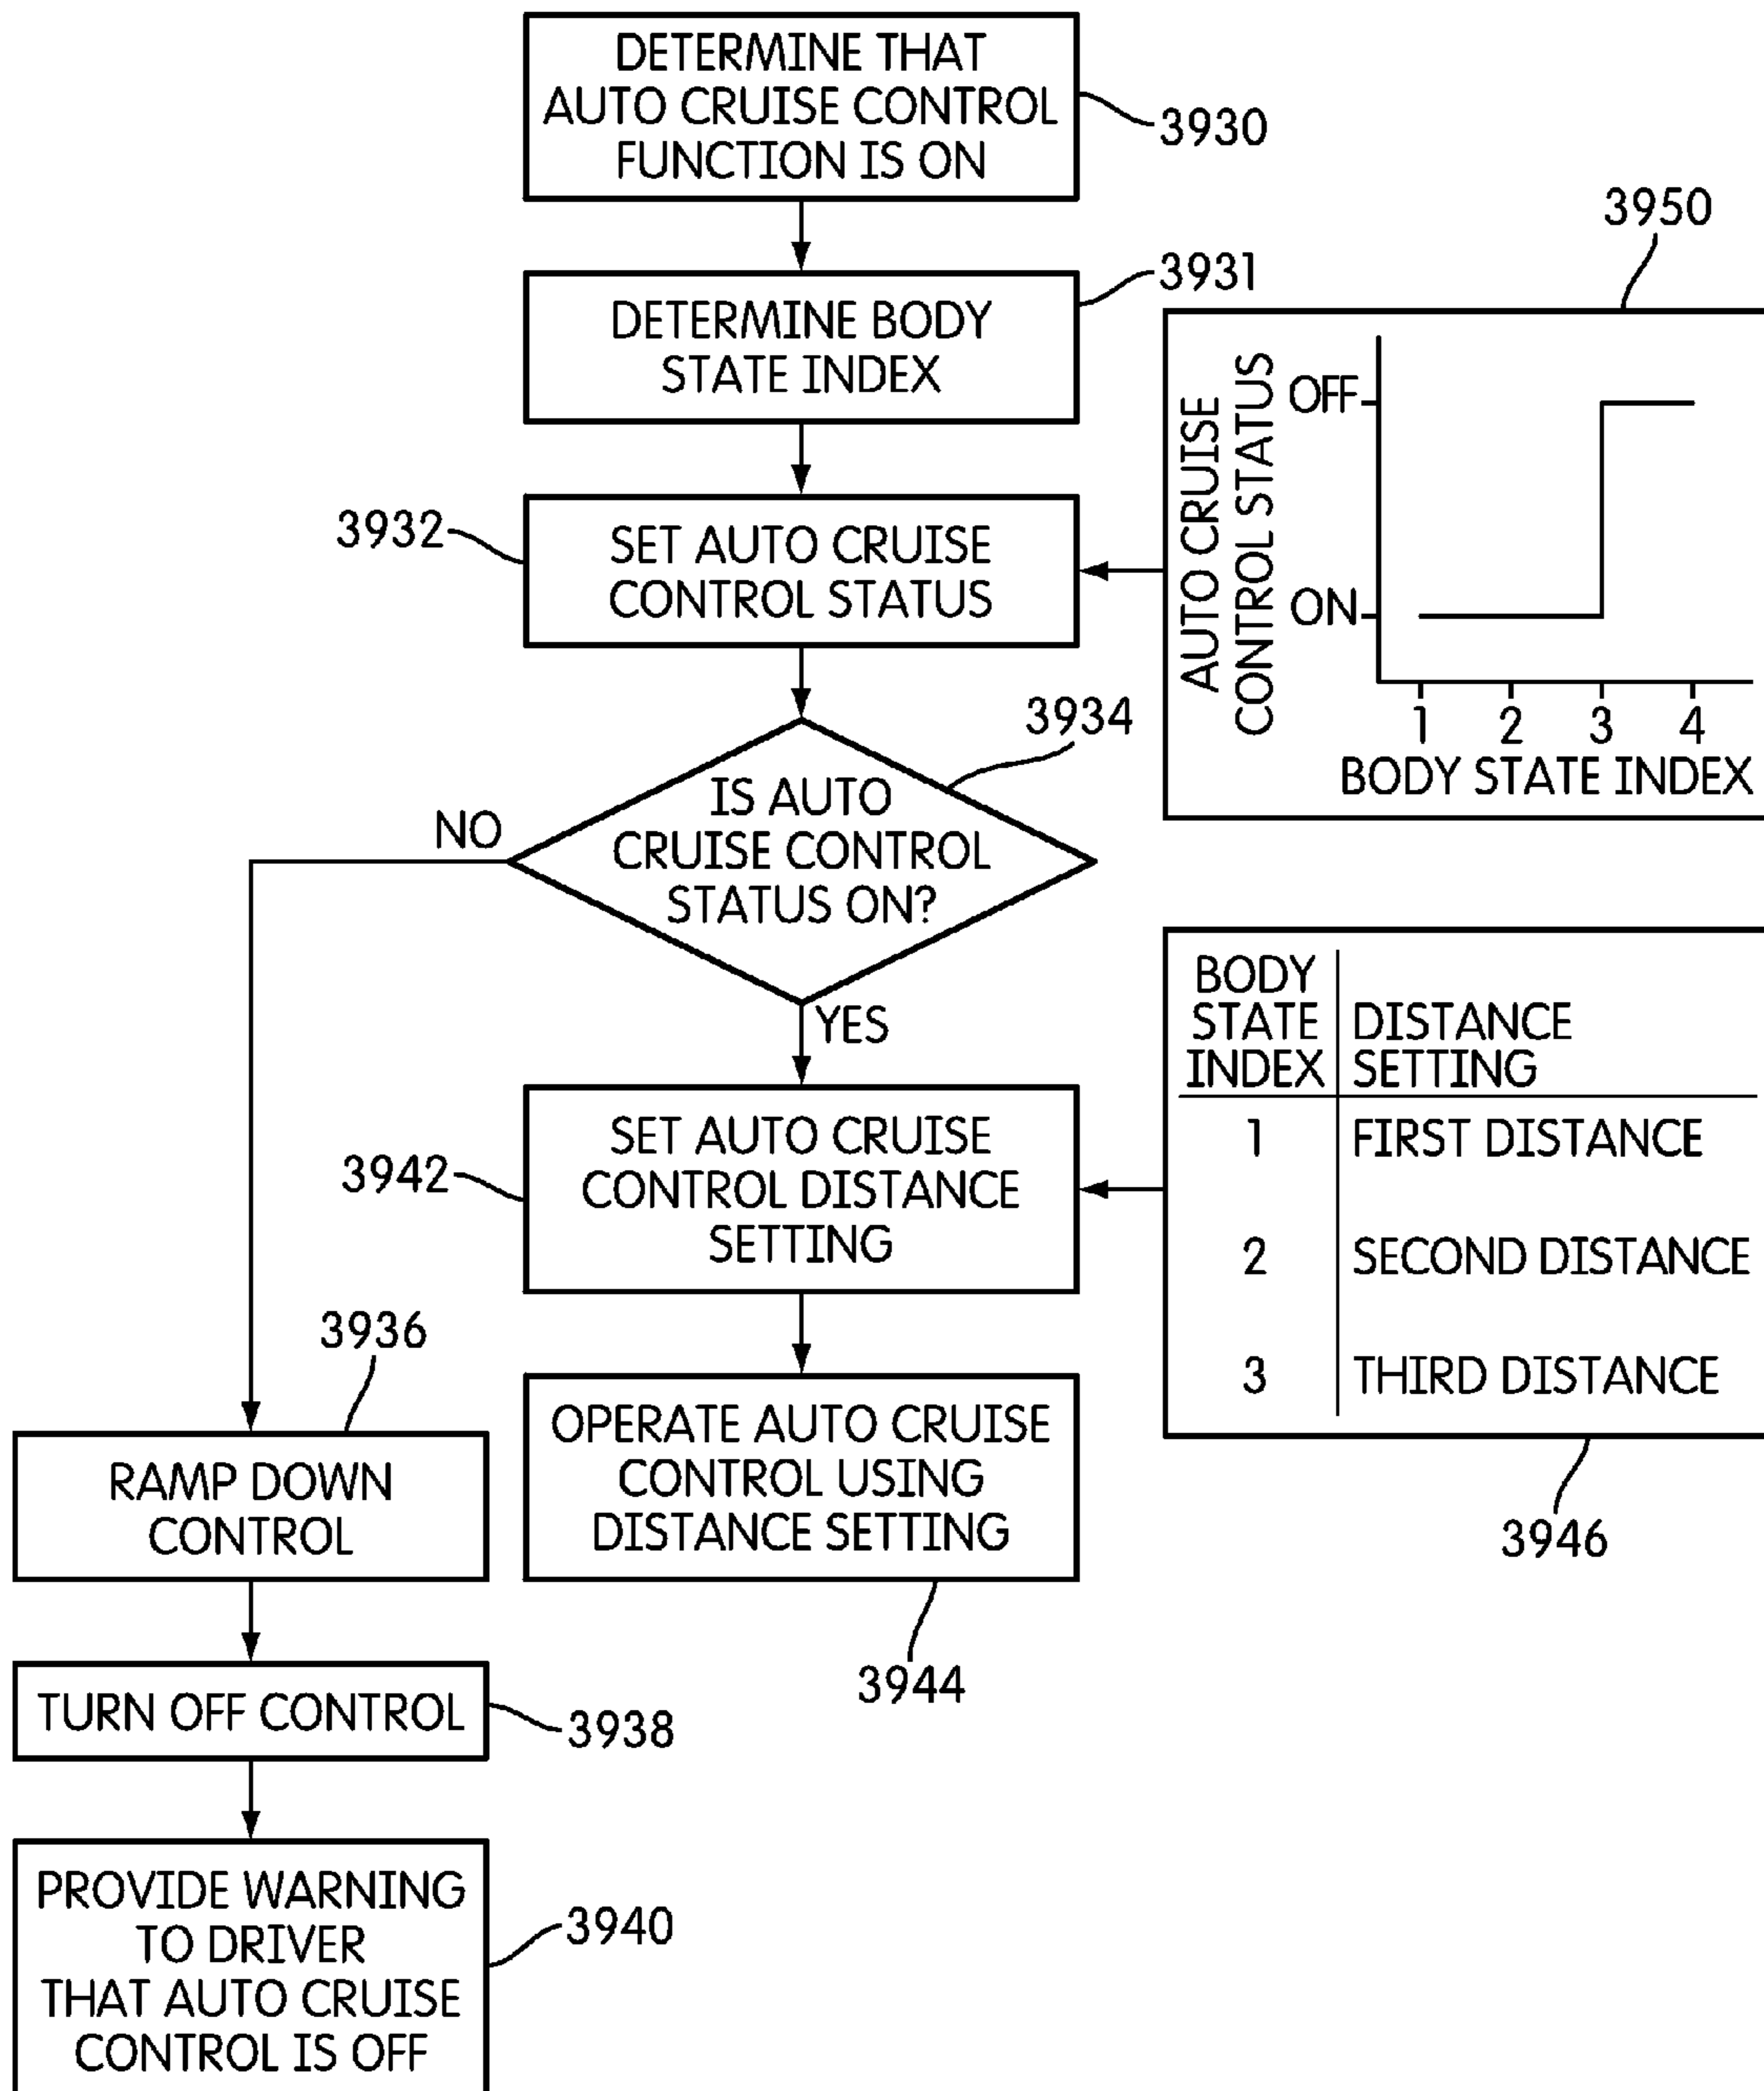 DETERMINE THAT
AUTO CRUISE CONTROL
FUNCTION IS ON
3930
DETERMINE BODY
STATE INDEX
3931
SET AUTO CRUISE
CONTROL STATUS
3932
3950
AUTO CRUISE
CONTROL STATUS
OFF
ON
1 2 3 4
BODY STATE INDEX
IS AUTO
CRUISE CONTROL
STATUS ON?
3934
NO
YES
SET AUTO CRUISE
CONTROL DISTANCE
SETTING
3942
BODY
STATE DISTANCE
INDEX SETTING
1 FIRST DISTANCE
2 SECOND DISTANCE
3 THIRD DISTANCE
3946
OPERATE AUTO CRUISE
CONTROL USING
DISTANCE SETTING
3944
3936
RAMP DOWN
CONTROL
TURN OFF CONTROL
3938
PROVIDE WARNING
TO DRIVER
THAT AUTO CRUISE
CONTROL IS OFF
3940